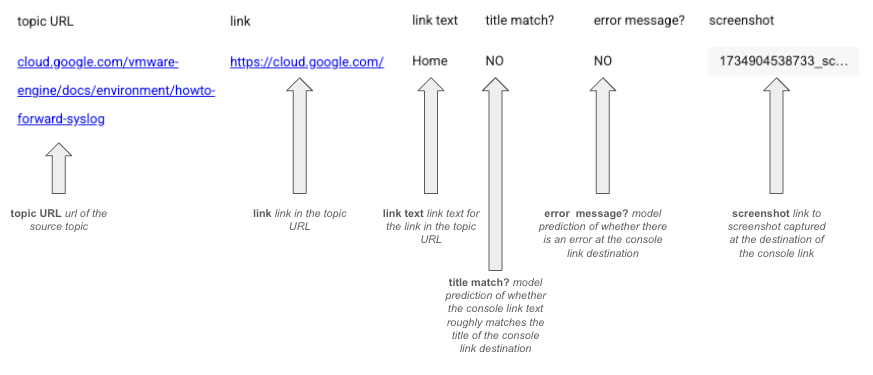 topic URL link link text title match? error message? screenshot
cloud.google.com/vmware- https://cloud.google.com/ Home NO NO 1734904538733_sc...
engine/docs/environment/howto-
forward-syslog
topic URL url of the
source topic
link link in the topic
URL
link text link text for
the link in the topic
URL
error message? model
prediction of whether there
is an error at the console
link destination
screenshot link to
screenshot captured
at the destination of
the console link
title match? model
prediction of whether
the console link text
roughly matches the
title of the console
link destination